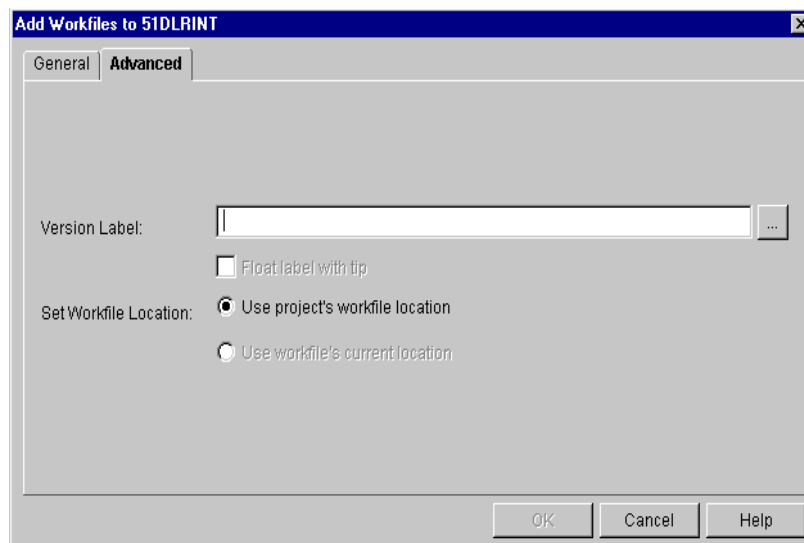 Add Workfiles to 51DLRINT
General Advanced
Version Label:
...
Float label with tip
Set Workfile Location: Use project's workfile location
Use workfile's current location
OK Cancel Help